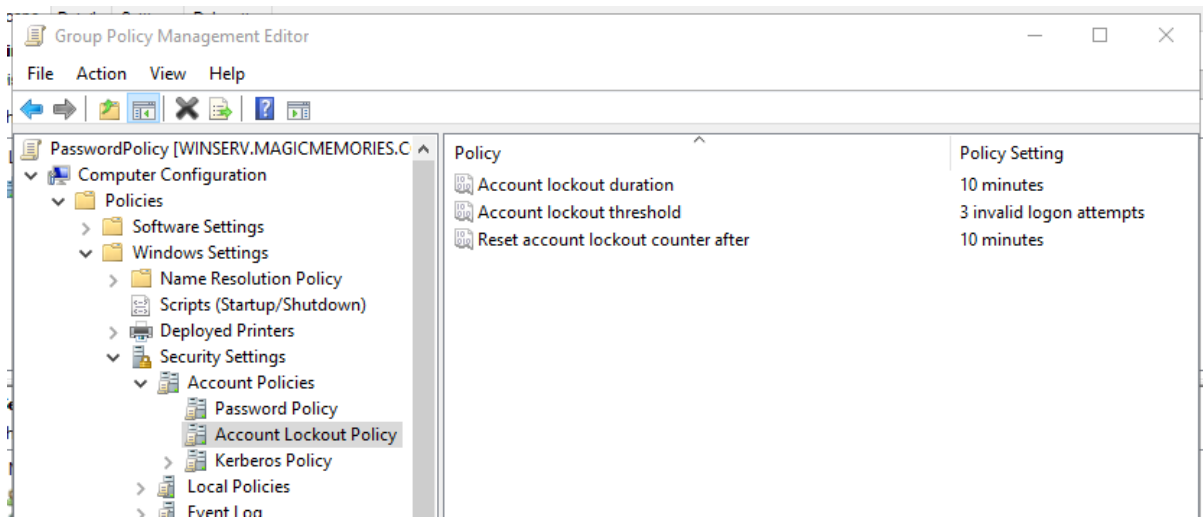 Group Policy Management Editor
File Action View Help
PasswordPolicy [WINSERV.MAGICMEMORIES.C
Computer Configuration
Policies
Software Settings
Windows Settings
Name Resolution Policy
Scripts (Startup/Shutdown)
Deployed Printers
Security Settings
Account Policies
Password Policy
Account Lockout Policy
Kerberos Policy
Local Policies
Event Log
Policy Policy Setting
Account lockout duration 10 minutes
Account lockout threshold 3 invalid logon attempts
Reset account lockout counter after 10 minutes